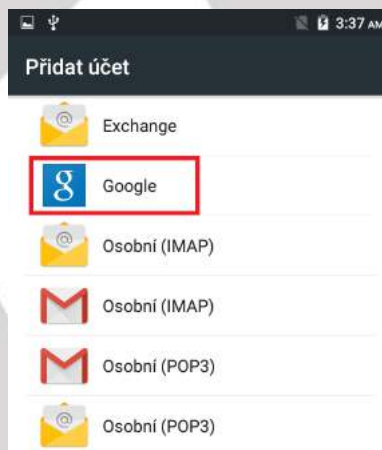 3:37 AM
Přidat účet
Exchange
Google
Osobní (IMAP)
Osobní (IMAP)
Osobní (POP3)
Osobní (POP3)